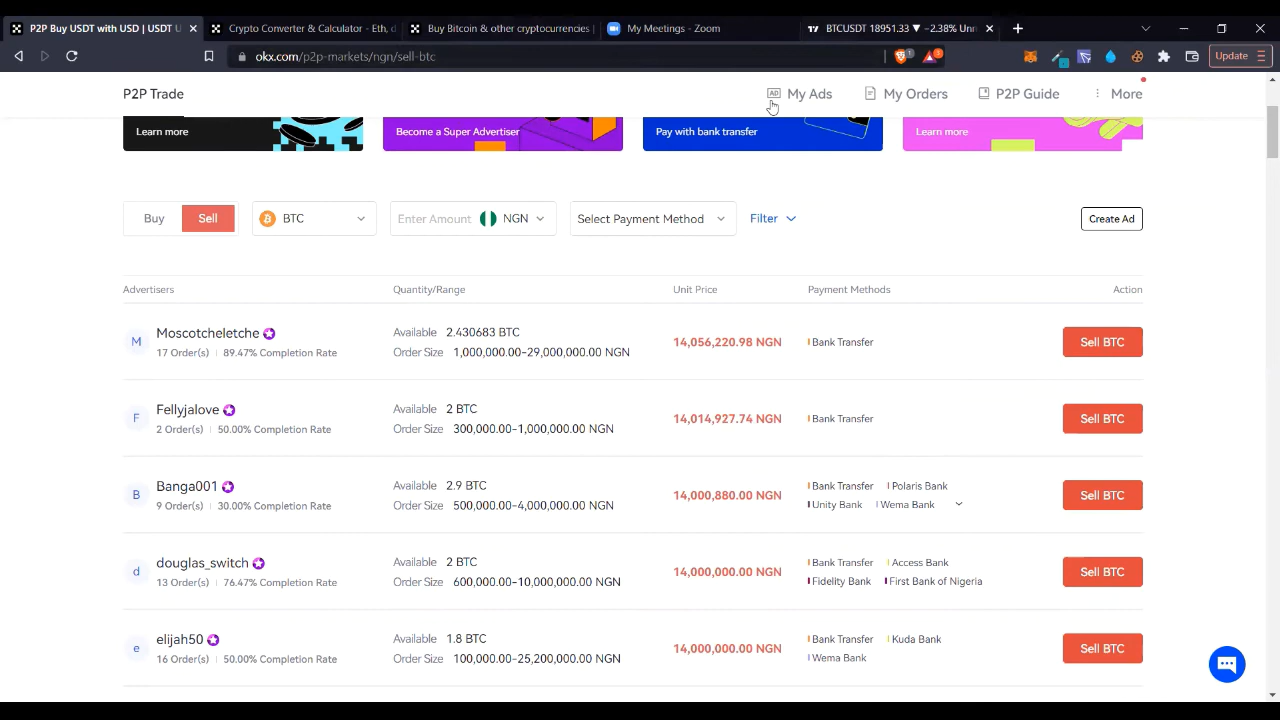 P2P Buy USDT with USD | USDT U
Crypto Converter & Calculator - Eth, d
Buy Bitcoin & other cryptocurrencies |
My Meetings - Zoom
BTCUSDT 18951.33 ▼ −2.38% Unn
okx.com/p2p-markets/ngn/sell-btc
1
3
Update
P2P Trade
My Ads
My Orders
P2P Guide
More
Learn more
Become a Super Advertiser
Pay with bank transfer
Learn more
Buy
Sell
BTC
Enter Amount
NGN
Select Payment Method
Filter
Create Ad
Advertisers
Quantity/Range
Unit Price
Payment Methods
Action
M
Moscotcheletche
17 Order(s) | 89.47% Completion Rate
Available 2.430683 BTC
Order Size 1,000,000.00-29,000,000.00 NGN
14,056,220.98 NGN
Bank Transfer
Sell BTC
F
Fellyjalove
2 Order(s) | 50.00% Completion Rate
Available 2 BTC
Order Size 300,000.00-1,000,000.00 NGN
14,014,927.74 NGN
Bank Transfer
Sell BTC
B
Banga001
9 Order(s) | 30.00% Completion Rate
Available 2.9 BTC
Order Size 500,000.00-4,000,000.00 NGN
14,000,880.00 NGN
Bank Transfer Polaris Bank
Unity Bank Wema Bank
Sell BTC
d
douglas_switch
13 Order(s) | 76.47% Completion Rate
Available 2 BTC
Order Size 600,000.00-10,000,000.00 NGN
14,000,000.00 NGN
Bank Transfer Access Bank
Fidelity Bank First Bank of Nigeria
Sell BTC
e
elijah50
16 Order(s) | 50.00% Completion Rate
Available 1.8 BTC
Order Size 100,000.00-25,200,000.00 NGN
14,000,000.00 NGN
Bank Transfer Kuda Bank
Wema Bank
Sell BTC